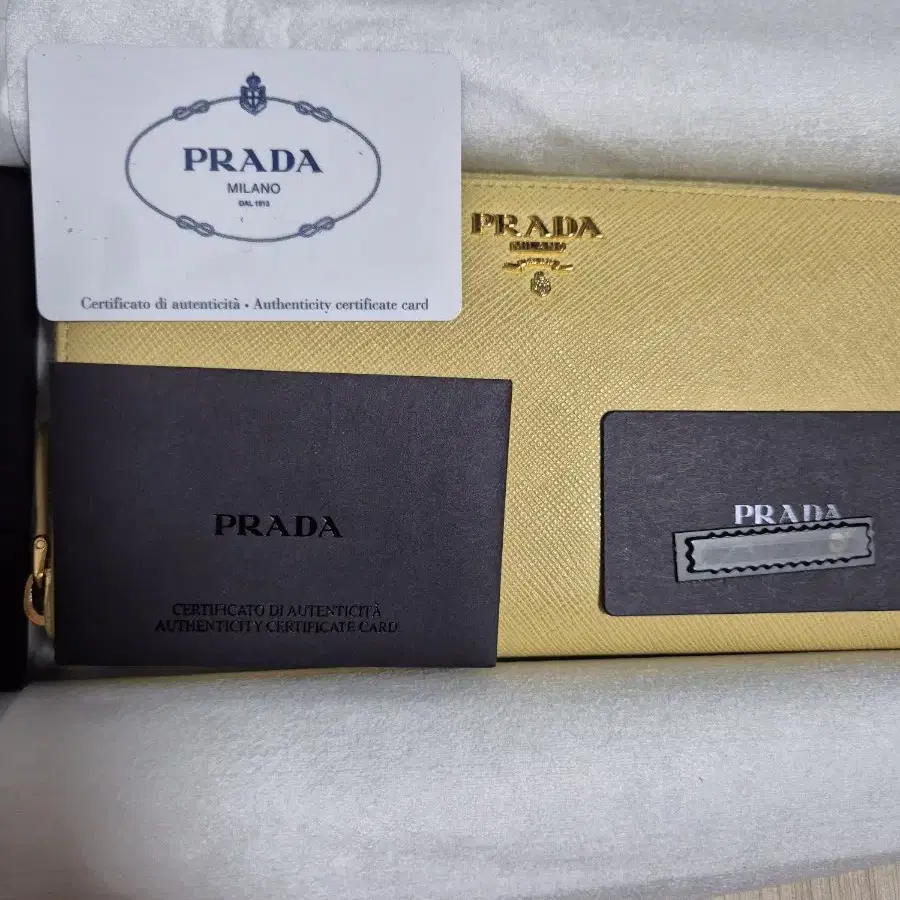 PRADA
MILANO
DAL 1913
Certificato di autenticità • Authenticity certificate card
PRADA
MILANO
PRADA
CERTIFICATO DI AUTENTICITÀ
AUTHENTICITY CERTIFICATE CARD
PRADA